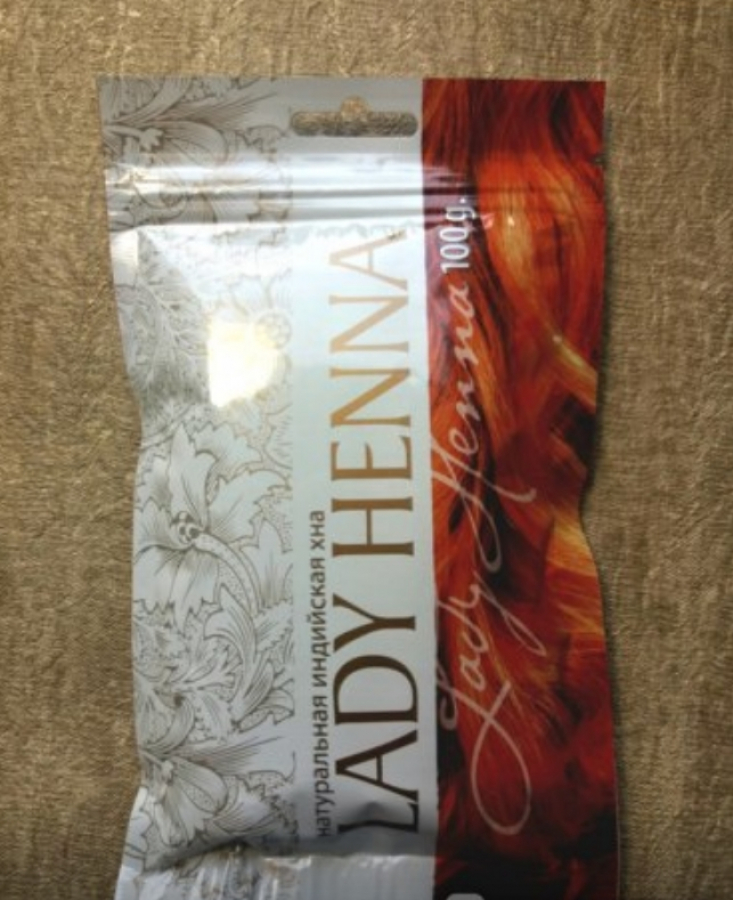 натуральная индийская хна
LADY HENNA
Lady Henna 100g.